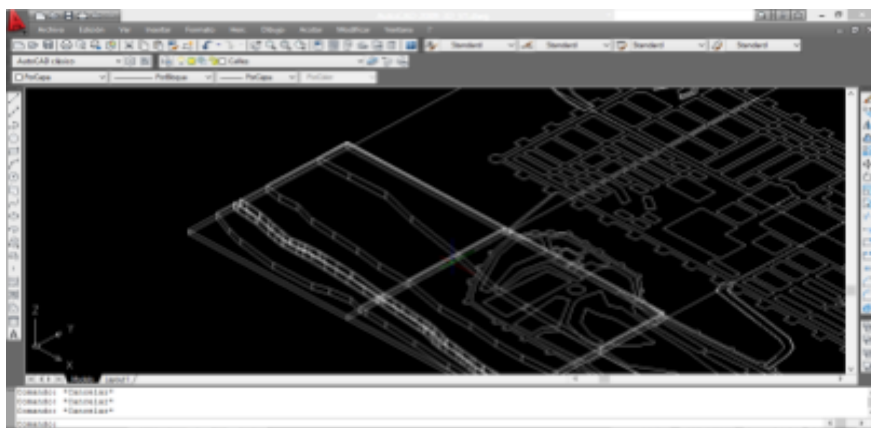 Archivo Edición Ver Insertar Formato Herr. Dibujo Acotar Modificar Ventana ?
Standard Standard Standard Standard
AutoCAD clásico Calles
PorCapa PorBloque PorCapa PorColor
Z
Y
X
Modelo Layout1
Comando: *Cancelar*
Comando: *Cancelar*
Comando: *Cancelar*
Comando: